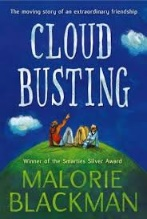 The moving story of an extraordinary friendship
CLOUD
BUSTING
Winner of the Smarties Silver Award
MALORIE
BLACKMAN